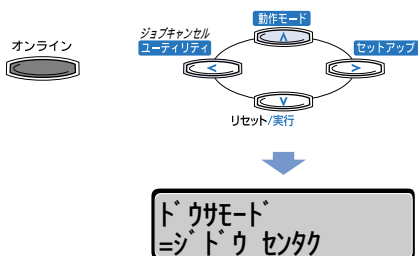 動作モード
ジョブキャンセル
オンライン
ユーティリティ
セットアップ
リセット/実行
ドウサモード
=ジドウ センタク